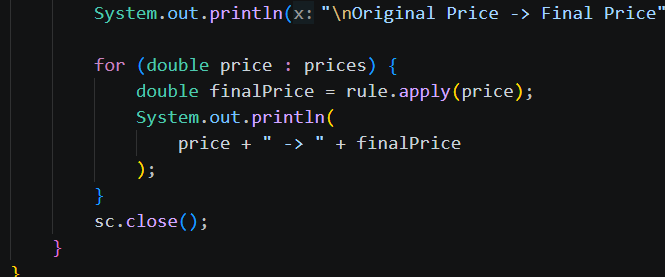 System.out.println(x: "\nOriginal Price -> Final Price"
for (double price : prices) {
double finalPrice = rule.apply(price);
System.out.println(
price + " -> " + finalPrice
);
}
sc.close();
}
}